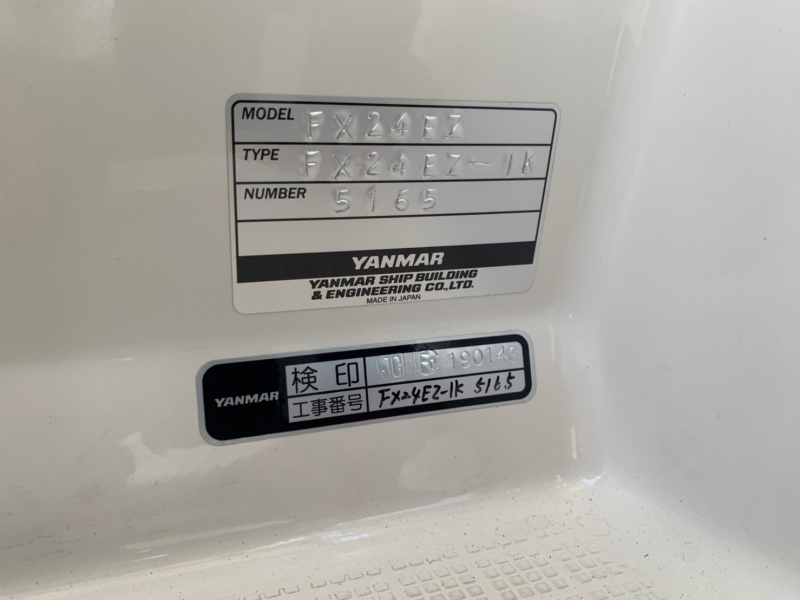 MODEL FX24EZ
TYPE FX24EZ-1K
NUMBER 5165
YANMAR
YANMAR SHIP BUILDING
& ENGINEERING CO.,LTD.
MADE IN JAPAN
YANMAR
検印 JG
工事番号 FX24EZ-1K 5165